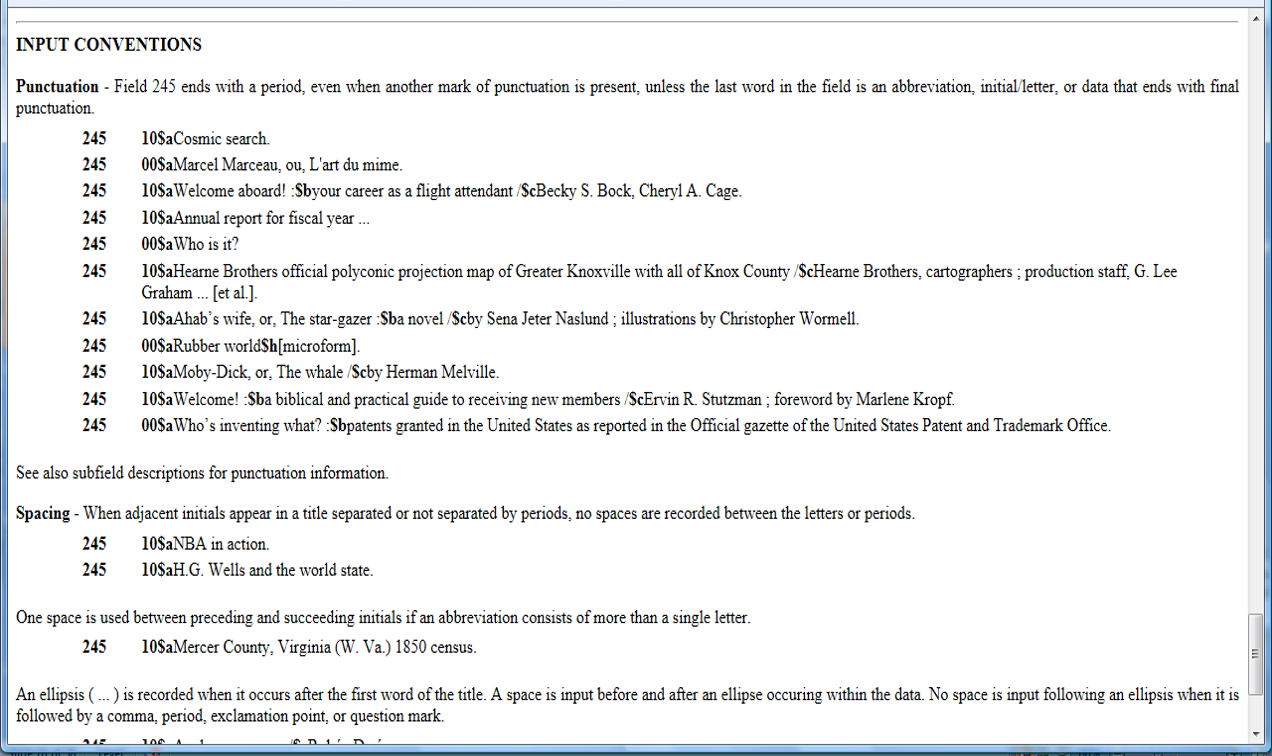 INPUT CONVENTIONS
Punctuation - Field 245 ends with a period, even when another mark of punctuation is present, unless the last word in the field is an abbreviation, initial/letter, or data that ends with final
punctuation.
245 10$aCosmic search.
245 00$aMarcel Marceau, ou, L'art du mime.
245 10$aWelcome aboard! :$byour career as a flight attendant /$cBecky S. Bock, Cheryl A. Cage.
245 10$aAnnual report for fiscal year ...
245 00$aWho is it?
245 10$aHearne Brothers official polyconic projection map of Greater Knoxville with all of Knox County /$cHearne Brothers, cartographers ; production staff, G. Lee
Graham ... [et al.].
245 10$aAhab's wife, or, The star-gazer :$ba novel /$cby Sena Jeter Naslund ; illustrations by Christopher Wormell.
245 00$aRubber world$h[microform].
245 10$aMoby-Dick, or, The whale /$cby Herman Melville.
245 10$aWelcome! :$ba biblical and practical guide to receiving new members /$cErvin R. Stutzman ; foreword by Marlene Kropf.
245 00$aWho's inventing what? :$bpatents granted in the United States as reported in the Official gazette of the United States Patent and Trademark Office.
See also subfield descriptions for punctuation information.
Spacing - When adjacent initials appear in a title separated or not separated by periods, no spaces are recorded between the letters or periods.
245 10$aNBA in action.
245 10$aH.G. Wells and the world state.
One space is used between preceding and succeeding initials if an abbreviation consists of more than a single letter.
245 10$aMercer County, Virginia (W. Va.) 1850 census.
An ellipsis ( ... ) is recorded when it occurs after the first word of the title. A space is input before and after an ellipse occuring within the data. No space is input following an ellipsis when it is
followed by a comma, period, exclamation point, or question mark.
245